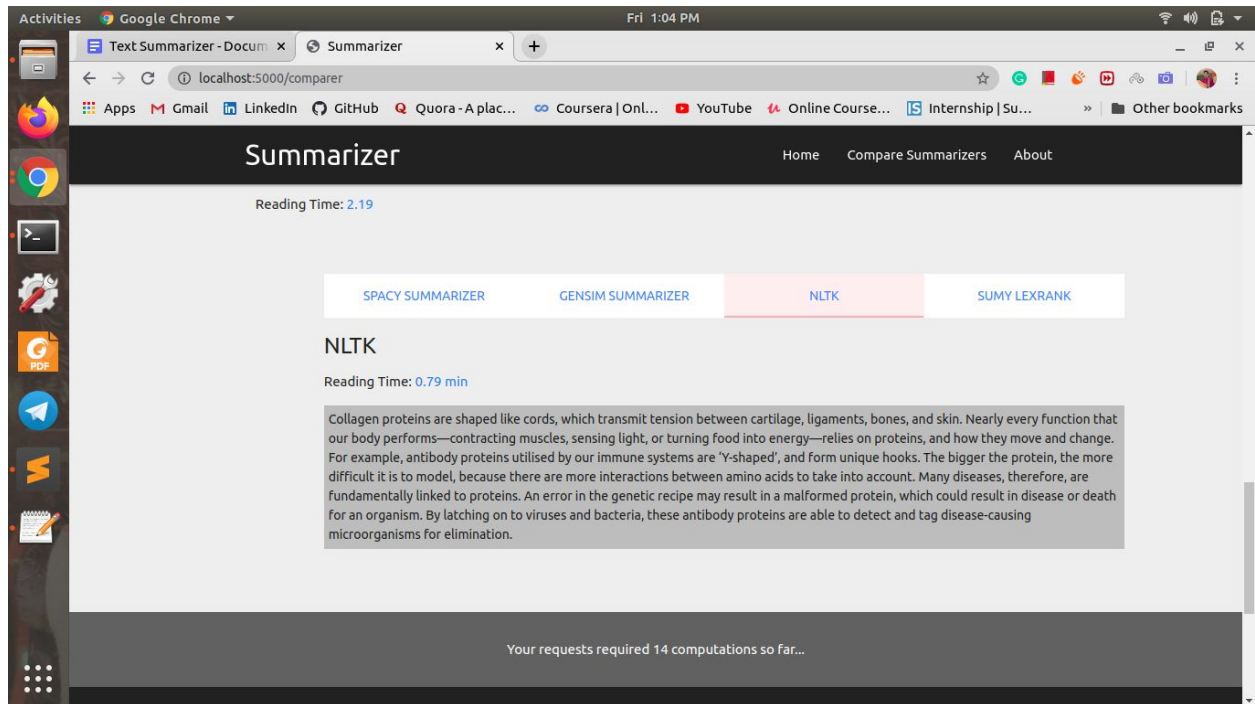 Activities Google Chrome Fri 1:04 PM
Text Summarizer - Docum Summarizer
localhost:5000/comparer
Apps Gmail LinkedIn GitHub Quora - A plac... Coursera | Onl... YouTube Online Course... Internship | Su... » Other bookmarks
Summarizer Home Compare Summarizers About
Reading Time: 2.19
SPACY SUMMARIZER GENSIM SUMMARIZER NLTK SUMY LEXRANK
NLTK
Reading Time: 0.79 min
Collagen proteins are shaped like cords, which transmit tension between cartilage, ligaments, bones, and skin. Nearly every function that
our body performs—contracting muscles, sensing light, or turning food into energy—relies on proteins, and how they move and change.
For example, antibody proteins utilised by our immune systems are ‘Y-shaped’, and form unique hooks. The bigger the protein, the more
difficult it is to model, because there are more interactions between amino acids to take into account. Many diseases, therefore, are
fundamentally linked to proteins. An error in the genetic recipe may result in a malformed protein, which could result in disease or death
for an organism. By latching on to viruses and bacteria, these antibody proteins are able to detect and tag disease-causing
microorganisms for elimination.
PDF
Your requests required 14 computations so far...